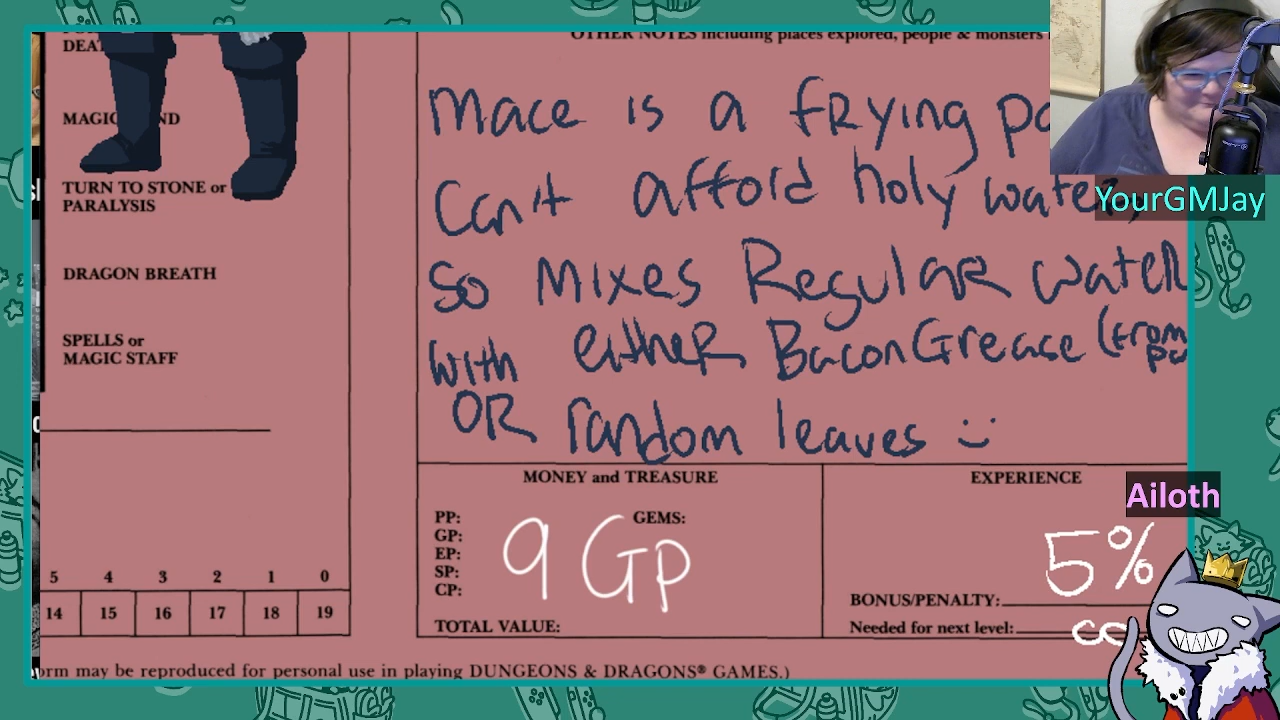 DEAT
MAGIC ND
TURN TO STONE or
PARALYSIS
DRAGON BREATH
SPELLS or
MAGIC STAFF
5 4 3 2 1 0
14 15 16 17 18 19
OTHER NOTES including places explored, people & monsters
Mace is a frying pa
Can't afford holy water,
so mixes Regular water
with either Bacon Grease (from
pa
OR random leaves :)
MONEY and TREASURE
PP: GEMS:
GP:
EP:
SP:
CP:
9 GP
TOTAL VALUE:
EXPERIENCE
5%
BONUS/PENALTY:
Needed for next level:
orm may be reproduced for personal use in playing DUNGEONS & DRAGONS® GAMES.)
YourGMJay
Ailoth